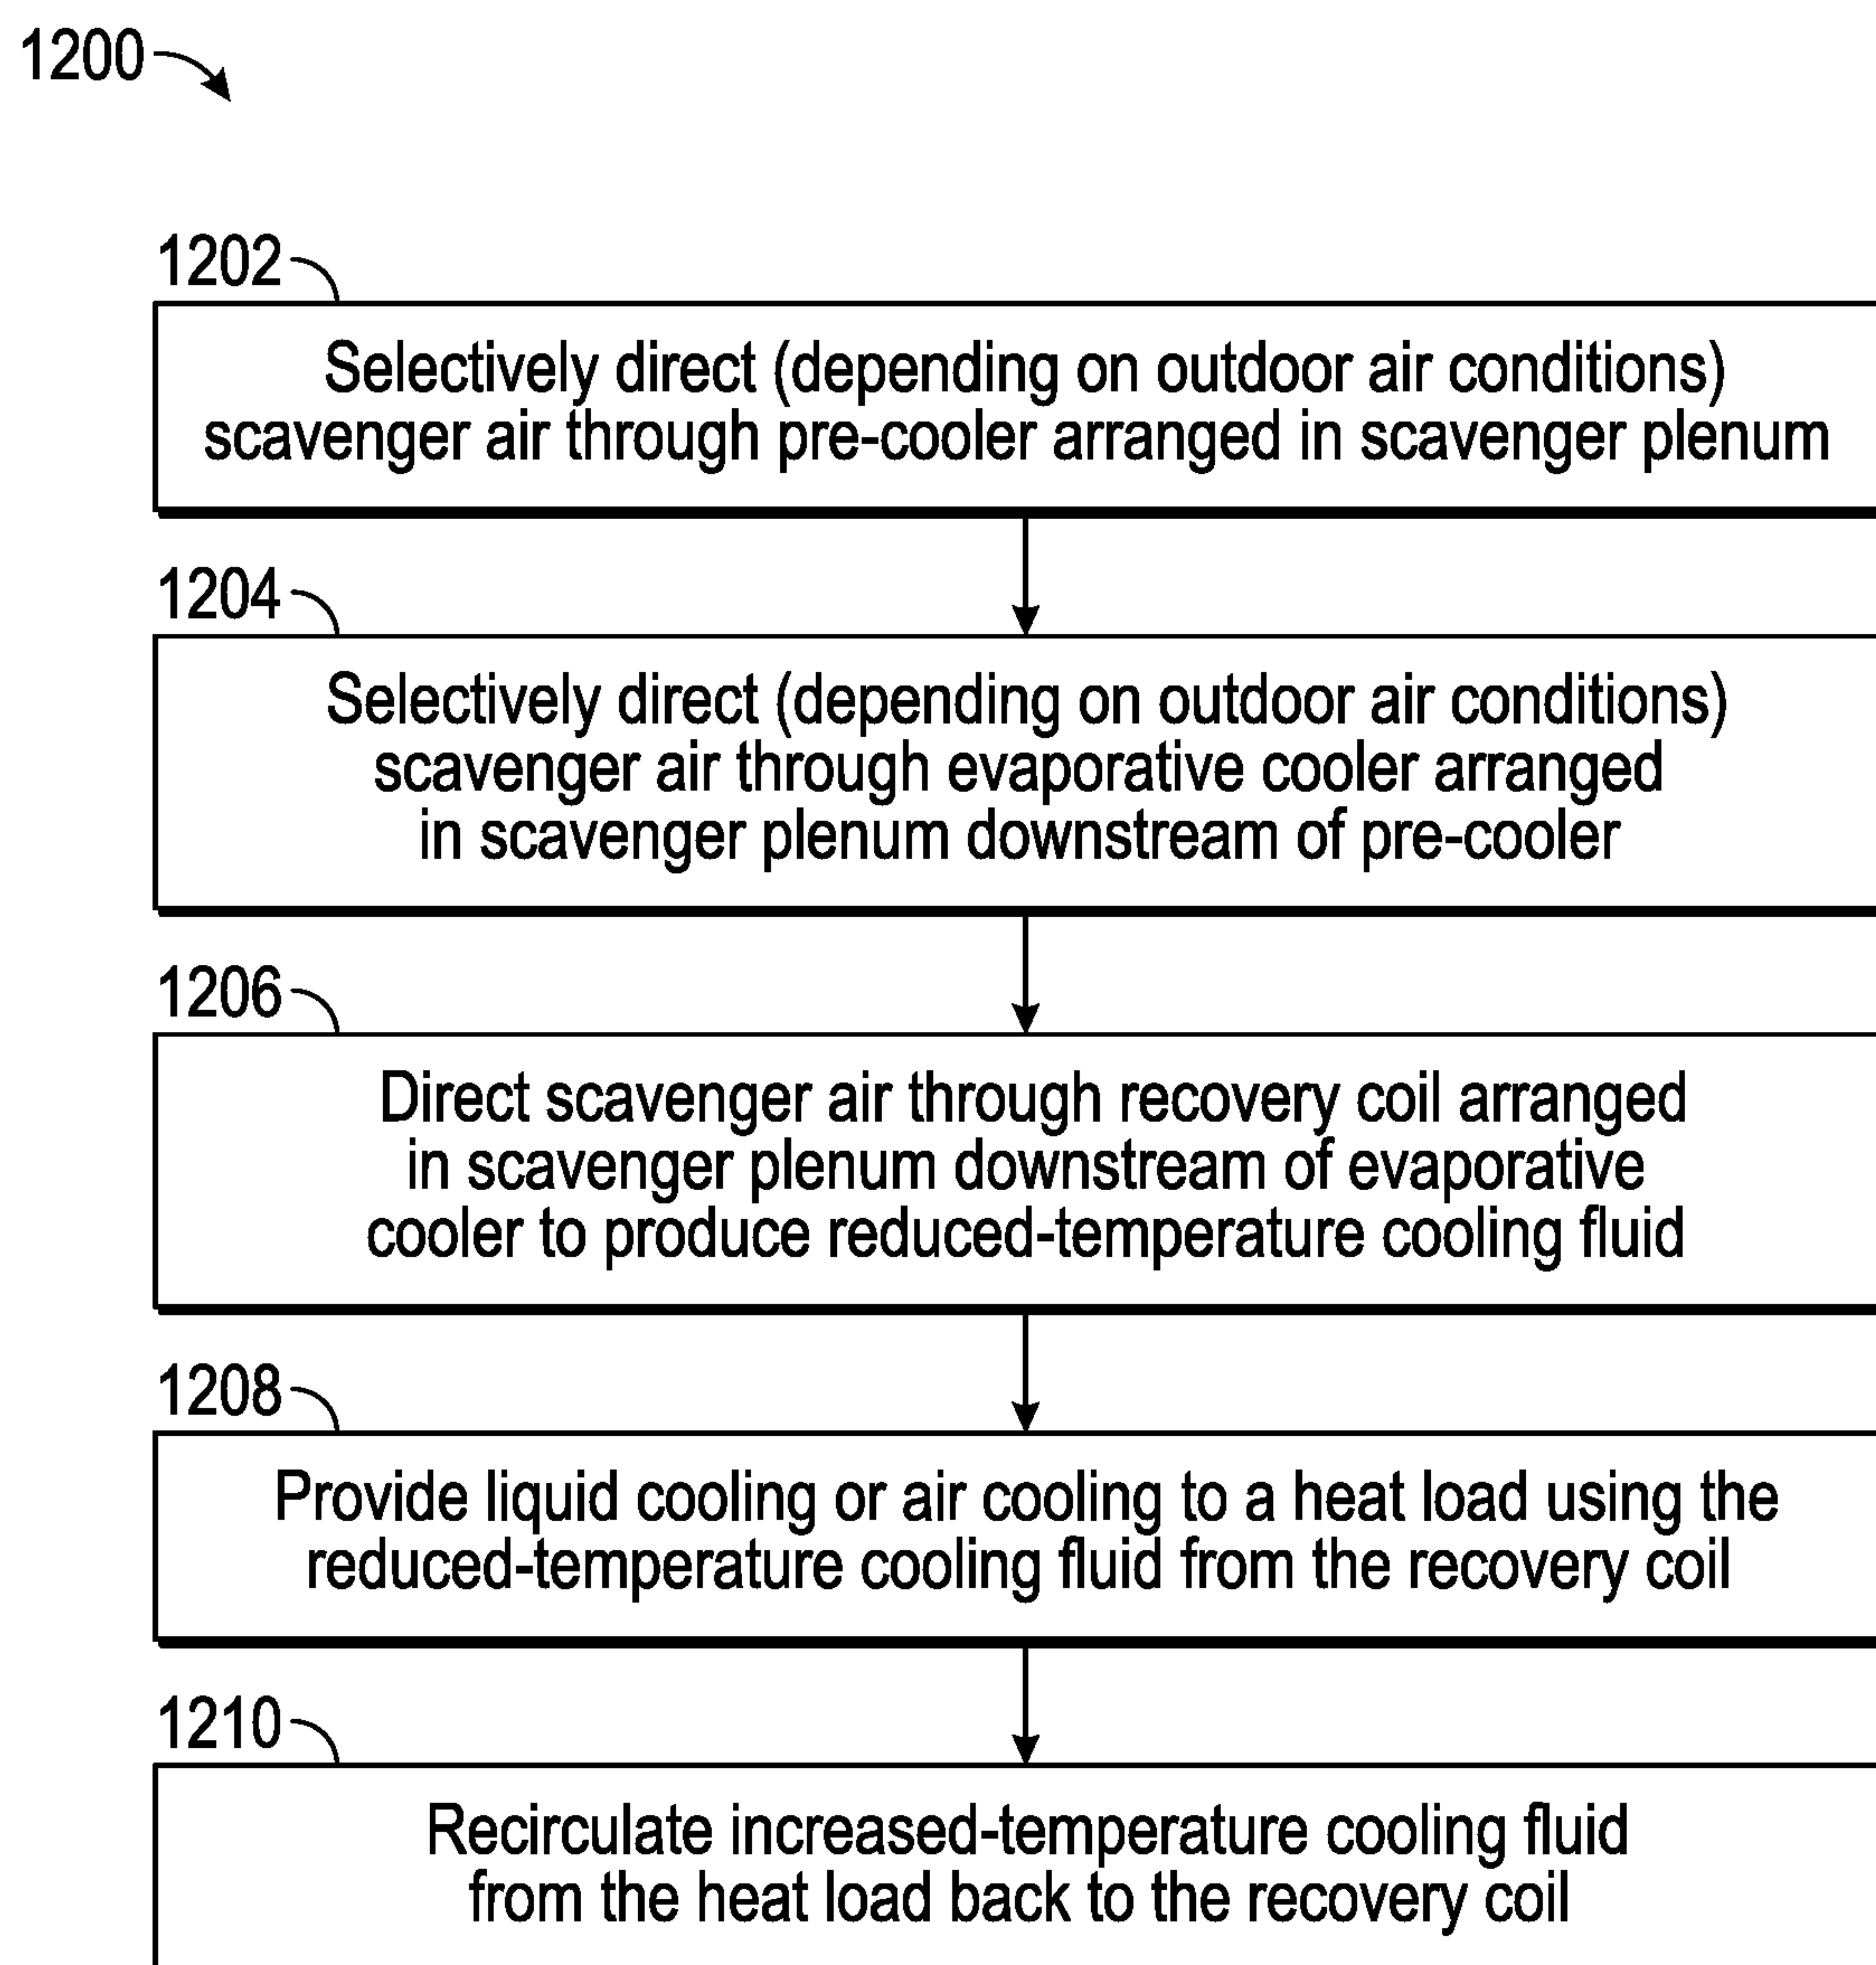 1200
1202
Selectively direct (depending on outdoor air conditions)
scavenger air through pre-cooler arranged in scavenger plenum
1204
Selectively direct (depending on outdoor air conditions)
scavenger air through evaporative cooler arranged
in scavenger plenum downstream of pre-cooler
1206
Direct scavenger air through recovery coil arranged
in scavenger plenum downstream of evaporative
cooler to produce reduced-temperature cooling fluid
1208
Provide liquid cooling or air cooling to a heat load using the
reduced-temperature cooling fluid from the recovery coil
1210
Recirculate increased-temperature cooling fluid
from the heat load back to the recovery coil